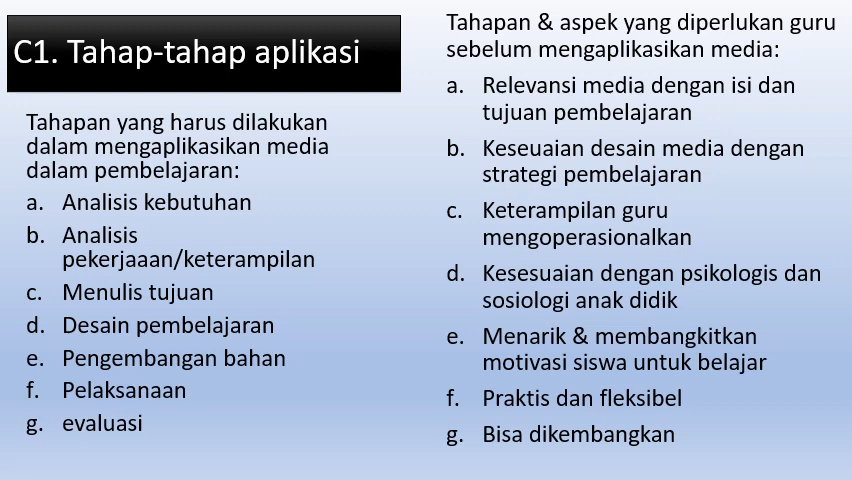 C1. Tahap-tahap aplikasi
Tahapan yang harus dilakukan
dalam mengaplikasikan media
dalam pembelajaran:
a. Analisis kebutuhan
b. Analisis
pekerjaaan/keterampilan
c. Menulis tujuan
d. Desain pembelajaran
e. Pengembangan bahan
f. Pelaksanaan
g. evaluasi
Tahapan & aspek yang diperlukan guru
sebelum mengaplikasikan media:
a. Relevansi media dengan isi dan
tujuan pembelajaran
b. Keseuaian desain media dengan
strategi pembelajaran
c. Keterampilan guru
mengoperasionalkan
d. Kesesuaian dengan psikologis dan
sosiologi anak didik
e. Menarik & membangkitkan
motivasi siswa untuk belajar
f. Praktis dan fleksibel
g. Bisa dikembangkan